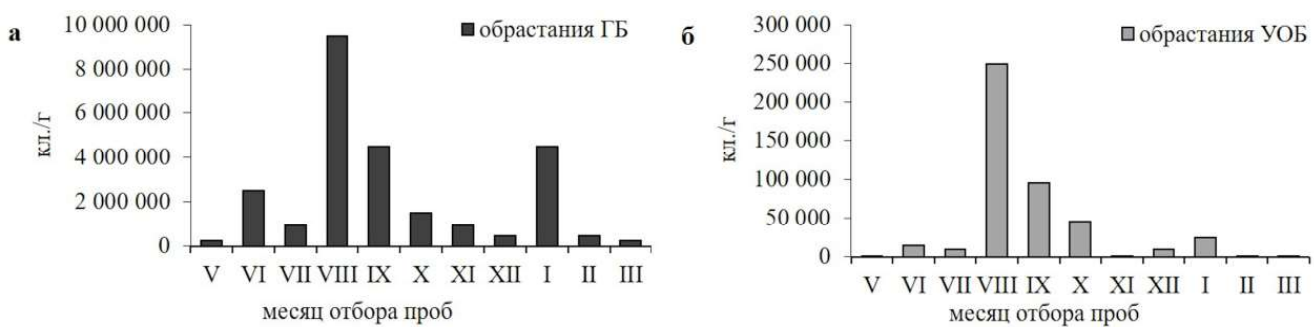 а
10 000 000
8 000 000
6 000 000
4 000 000
2 000 000
0
кл./г
обрастания ГБ
V VI VII VIII IX X XI XII I II III
месяц отбора проб
б
300 000
250 000
200 000
150 000
100 000
50 000
0
кл./г
обрастания УОБ
V VI VII VIII IX X XI XII I II III
месяц отбора проб